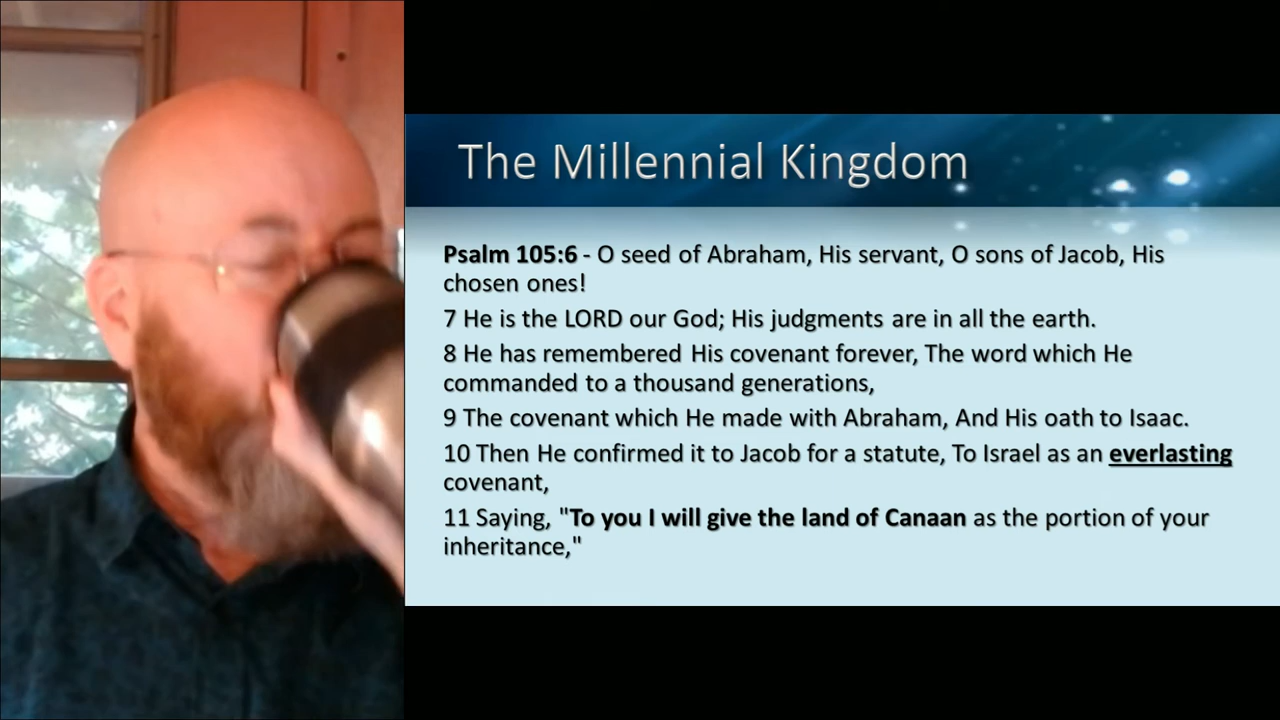 The Millennial Kingdom
Psalm 105:6 - O seed of Abraham, His servant, O sons of Jacob, His
chosen ones!
7 He is the LORD our God; His judgments are in all the earth.
8 He has remembered His covenant forever, The word which He
commanded to a thousand generations,
9 The covenant which He made with Abraham, And His oath to Isaac.
10 Then He confirmed it to Jacob for a statute, To Israel as an everlasting
covenant,
11 Saying, "To you I will give the land of Canaan as the portion of your
inheritance,"